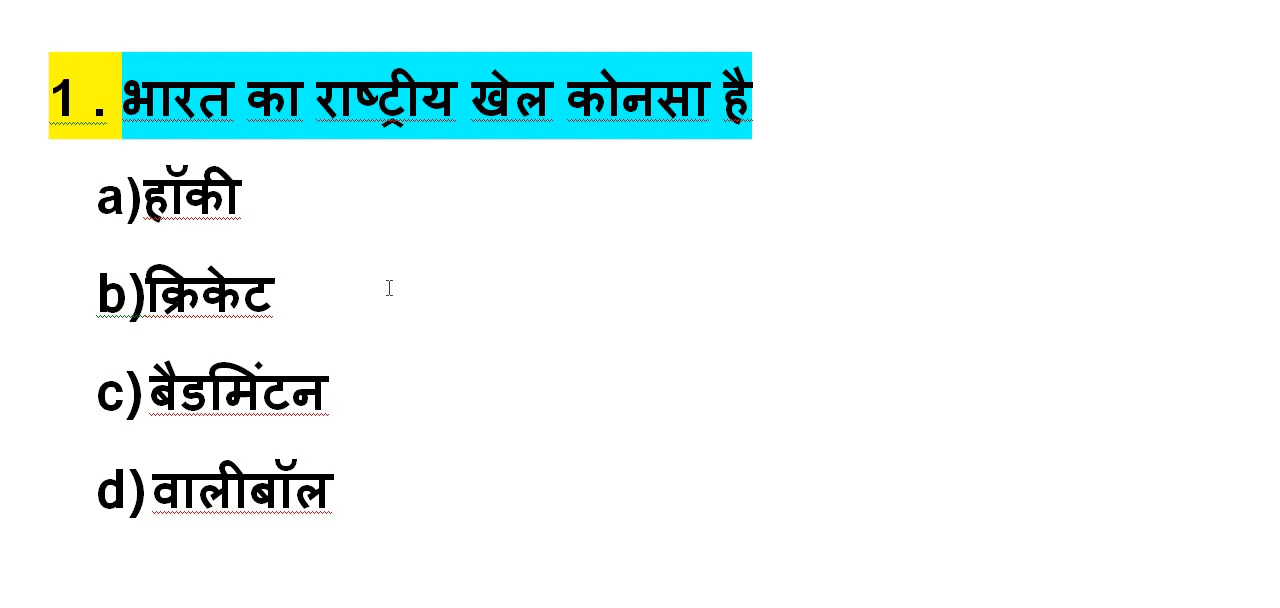 1 . भारत का राष्ट्रीय खेल कोनसा है
a)हॉकी
b)क्रिकेट
c) बैडमिंटन
d) वालीबॉल